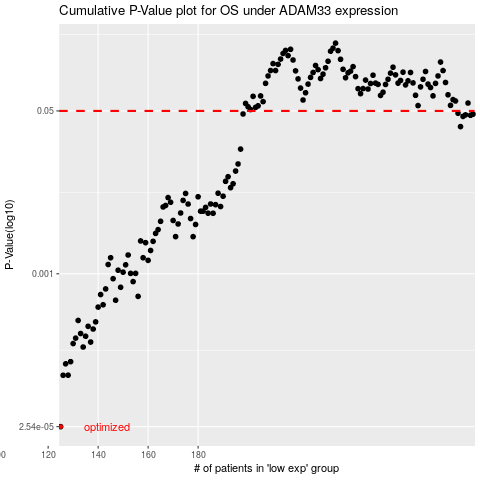 Cumulative P-Value plot for OS under ADAM33 expression
P-Value(log10)
0.05
0.001
2.54e-05
optimized
00 120 140 160 180
# of patients in 'low exp' group